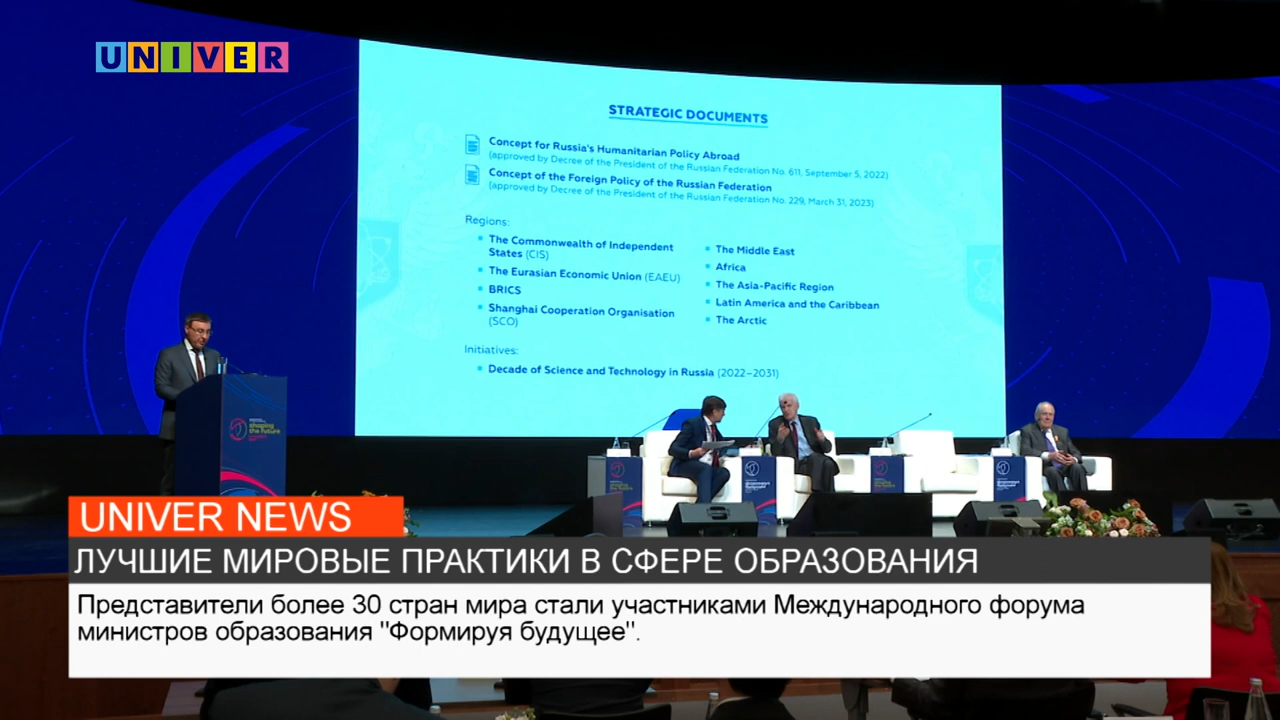 UNIVER
STRATEGIC DOCUMENTS
Concept for Russia's Humanitarian Policy Abroad
(approved by Decree of the President of the Russian Federation No. 611, September 5, 2022)
Concept of the Foreign Policy of the Russian Federation
(approved by Decree of the President of the Russian Federation No. 229, March 31, 2023)
Regions:
The Commonwealth of Independent
States (CIS)
The Eurasian Economic Union (EAEU)
BRICS
Shanghai Cooperation Organisation
(SCO)
The Middle East
Africa
The Asia-Pacific Region
Latin America and the Caribbean
The Arctic
Initiatives:
Decade of Science and Technology in Russia (2022–2031)
shaping
the future
UNIVER NEWS
ЛУЧШИЕ МИРОВЫЕ ПРАКТИКИ В СФЕРЕ ОБРАЗОВАНИЯ
Представители более 30 стран мира стали участниками Международного форума
министров образования "Формируя будущее".